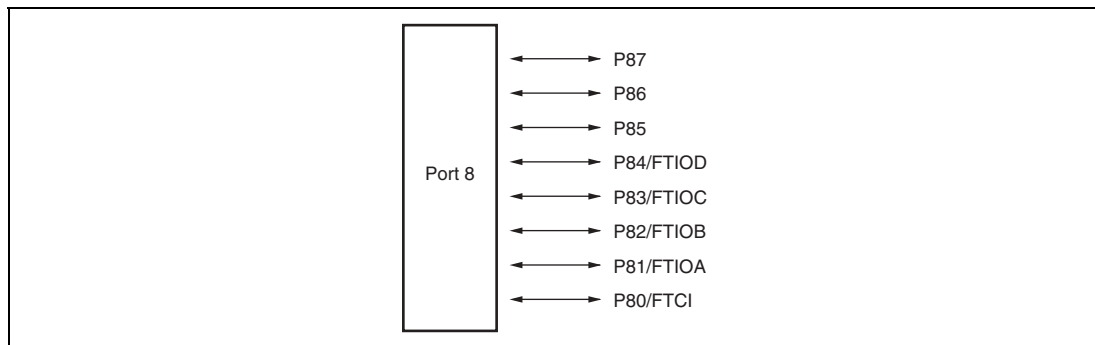 Port 8
P87
P86
P85
P84/FTIOD
P83/FTIOC
P82/FTIOB
P81/FTIOA
P80/FTCI